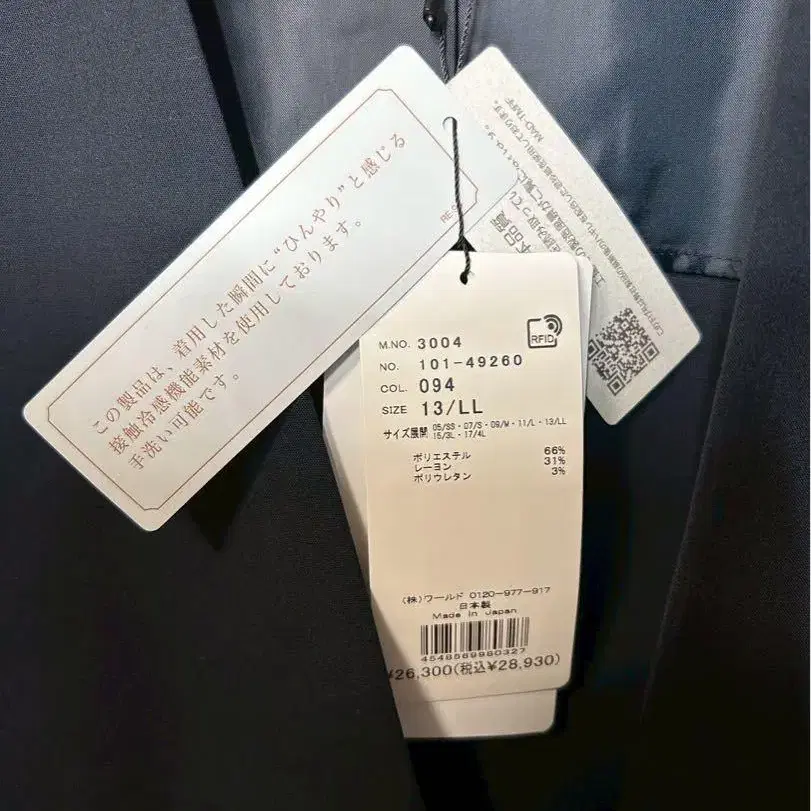 この製品は、着用した瞬間に“ひんやり”と感じる
接触冷感機能素材を使用しております。
手洗い可能です。
M.NO. 3004
RFID
NO. 101-49260
COL. 094
SIZE 13/LL
サイズ展開 05/SS・07/S・09/M・11/L・13/LL
15/3L・17/4L
ポリエステル 66%
レーヨン 31%
ポリウレタン 3%
(株)ワールド 0120-977-917
日本製
Made in Japan
4548569980327
¥26,300(税込¥28,930)